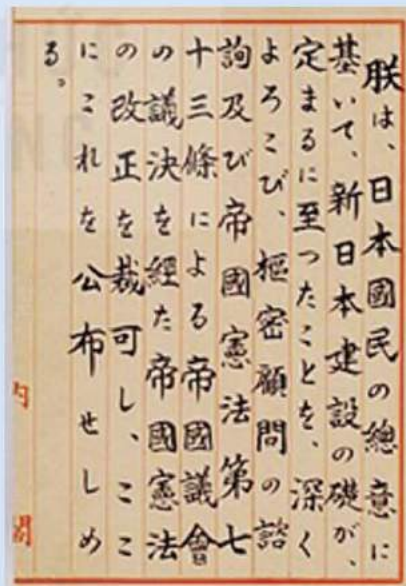 朕は、日本國民の總意に
基いて、新日本建設の礎が、
定まるに至つたことを、深く
よろこび、樞密顧問の諮
詢及び帝國憲法第七
十三條による帝國議會
の議決を經た帝國憲法
の改正を裁可し、ここ
にこれを公布せしめ
る。
内閣